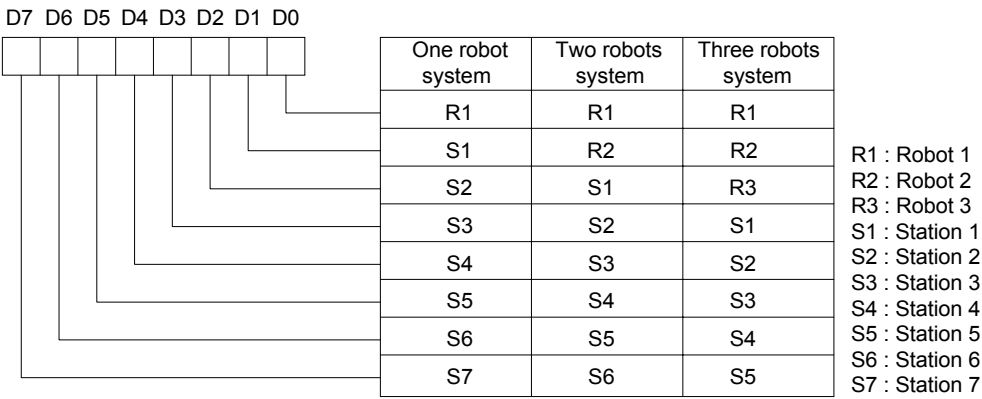 D7 D6 D5 D4 D3 D2 D1 D0
One robot system Two robots system Three robots system
R1 R1 R1
S1 R2 R2
S2 S1 R3
S3 S2 S1
S4 S3 S2
S5 S4 S3
S6 S5 S4
S7 S6 S5
R1 : Robot 1
R2 : Robot 2
R3 : Robot 3
S1 : Station 1
S2 : Station 2
S3 : Station 3
S4 : Station 4
S5 : Station 5
S6 : Station 6
S7 : Station 7